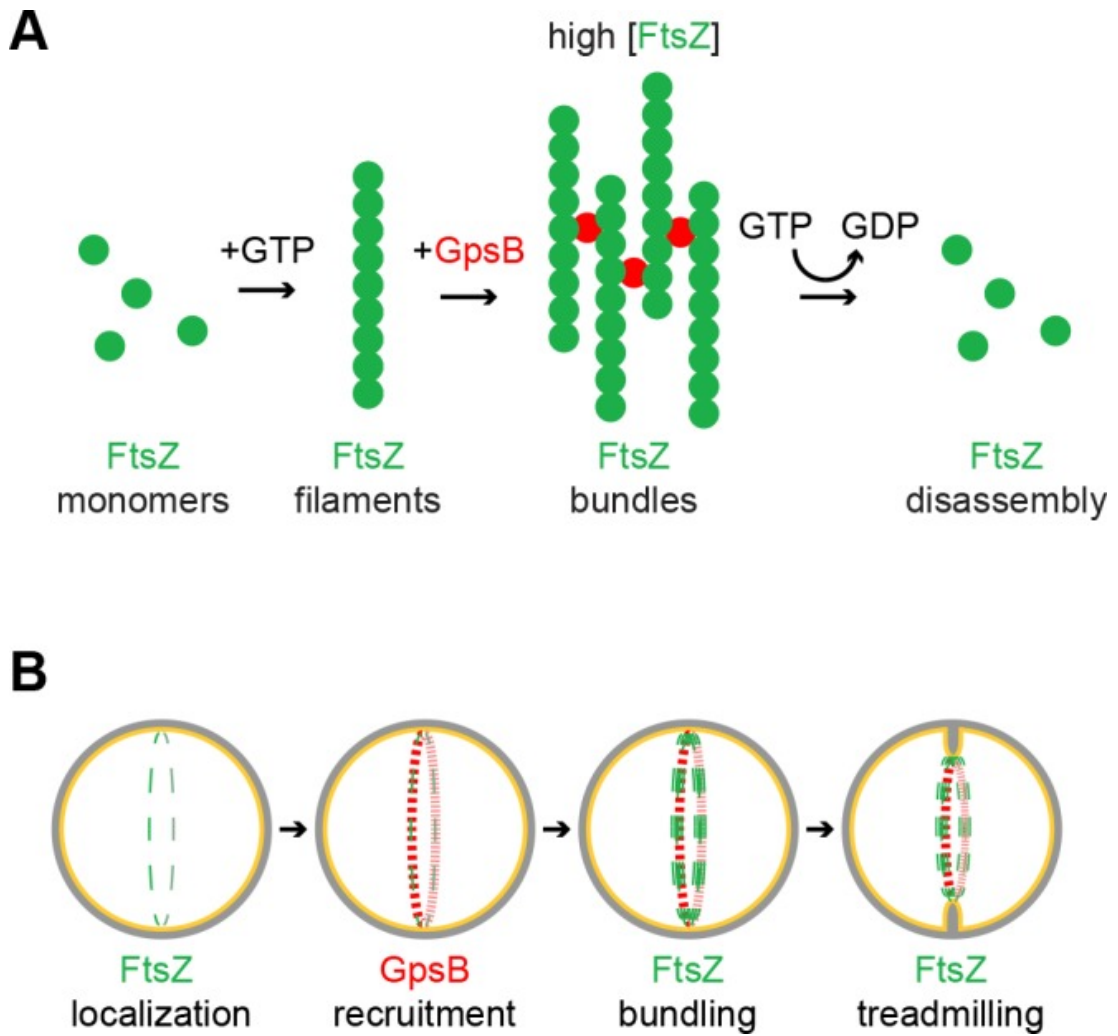 A
high [FtsZ]
+GTP
+GpsB
GTP GDP
FtsZ
monomers
FtsZ
filaments
FtsZ
bundles
FtsZ
disassembly
B
FtsZ
localization
GpsB
recruitment
FtsZ
bundling
FtsZ
treadmilling